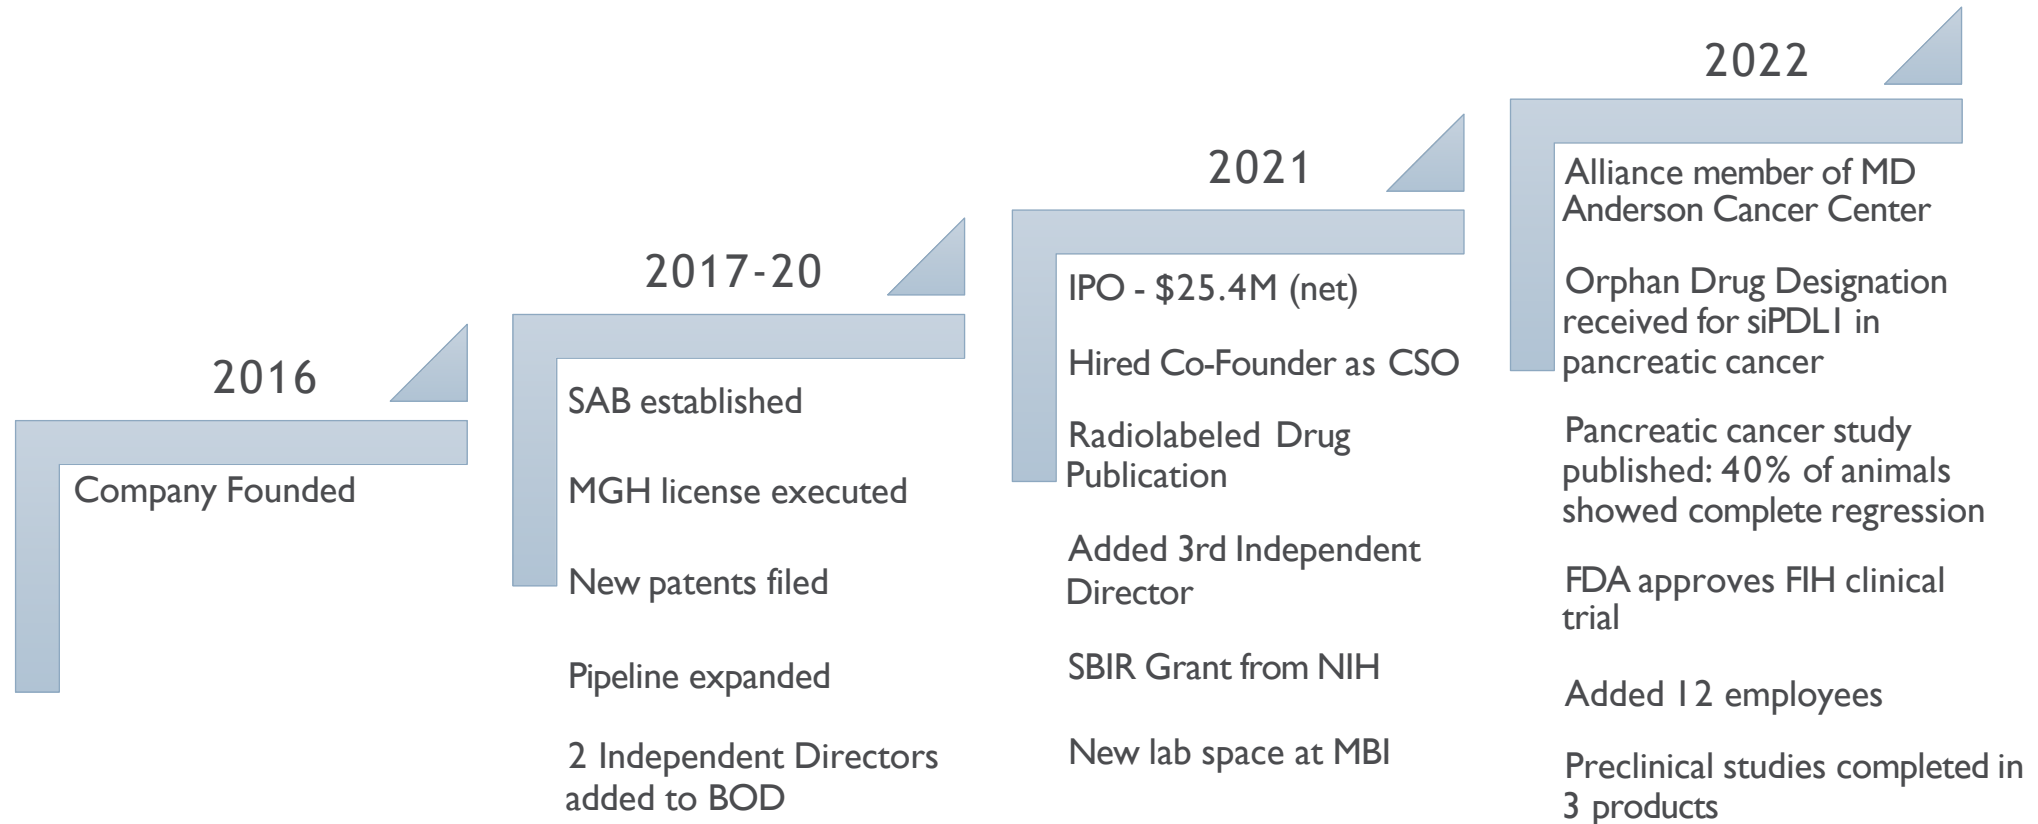 2016
Company Founded
2017-20
SAB established
MGH license executed
New patents filed
Pipeline expanded
2 Independent Directors
added to BOD
2021
IPO - $25.4M (net)
Hired Co-Founder as CSO
Radiolabeled Drug
Publication
Added 3rd Independent
Director
SBIR Grant from NIH
New lab space at MBI
2022
Alliance member of MD
Anderson Cancer Center
Orphan Drug Designation
received for siPDL1 in
pancreatic cancer
Pancreatic cancer study
published: 40% of animals
showed complete regression
FDA approves FIH clinical
trial
Added 12 employees
Preclinical studies completed in
3 products